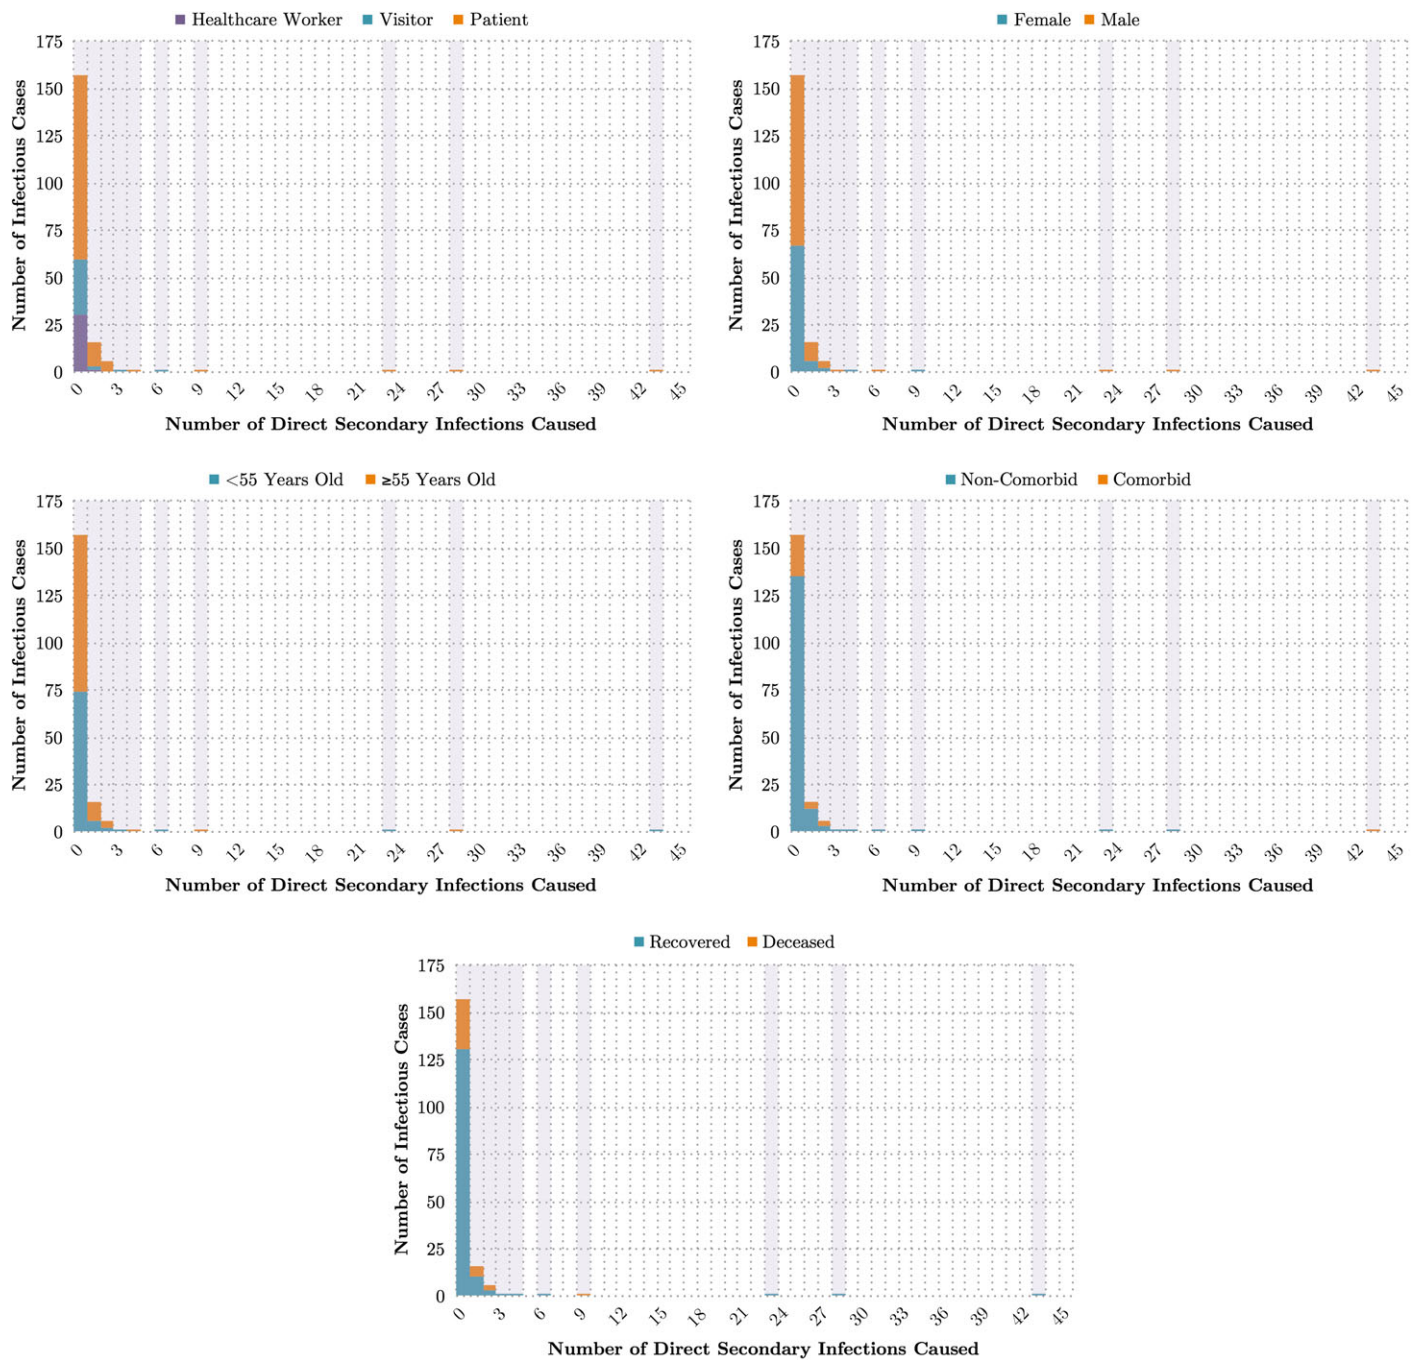 Healthcare Worker Visitor Patient
175
150
125
100
75
50
25
0
Number of Infectious Cases
0 3 6 9 12 15 18 21 24 27 30 33 36 39 42 45
Number of Direct Secondary Infections Caused
Female Male
175
150
125
100
75
50
25
0
Number of Infectious Cases
0 3 6 9 12 15 18 21 24 27 30 33 36 39 42 45
Number of Direct Secondary Infections Caused
<55 Years Old ≥55 Years Old
175
150
125
100
75
50
25
0
Number of Infectious Cases
0 3 6 9 12 15 18 21 24 27 30 33 36 39 42 45
Number of Direct Secondary Infections Caused
Non-Comorbid Comorbid
175
150
125
100
75
50
25
0
Number of Infectious Cases
0 3 6 9 12 15 18 21 24 27 30 33 36 39 42 45
Number of Direct Secondary Infections Caused
Recovered Deceased
175
150
125
100
75
50
25
0
Number of Infectious Cases
0 3 6 9 12 15 18 21 24 27 30 33 36 39 42 45
Number of Direct Secondary Infections Caused